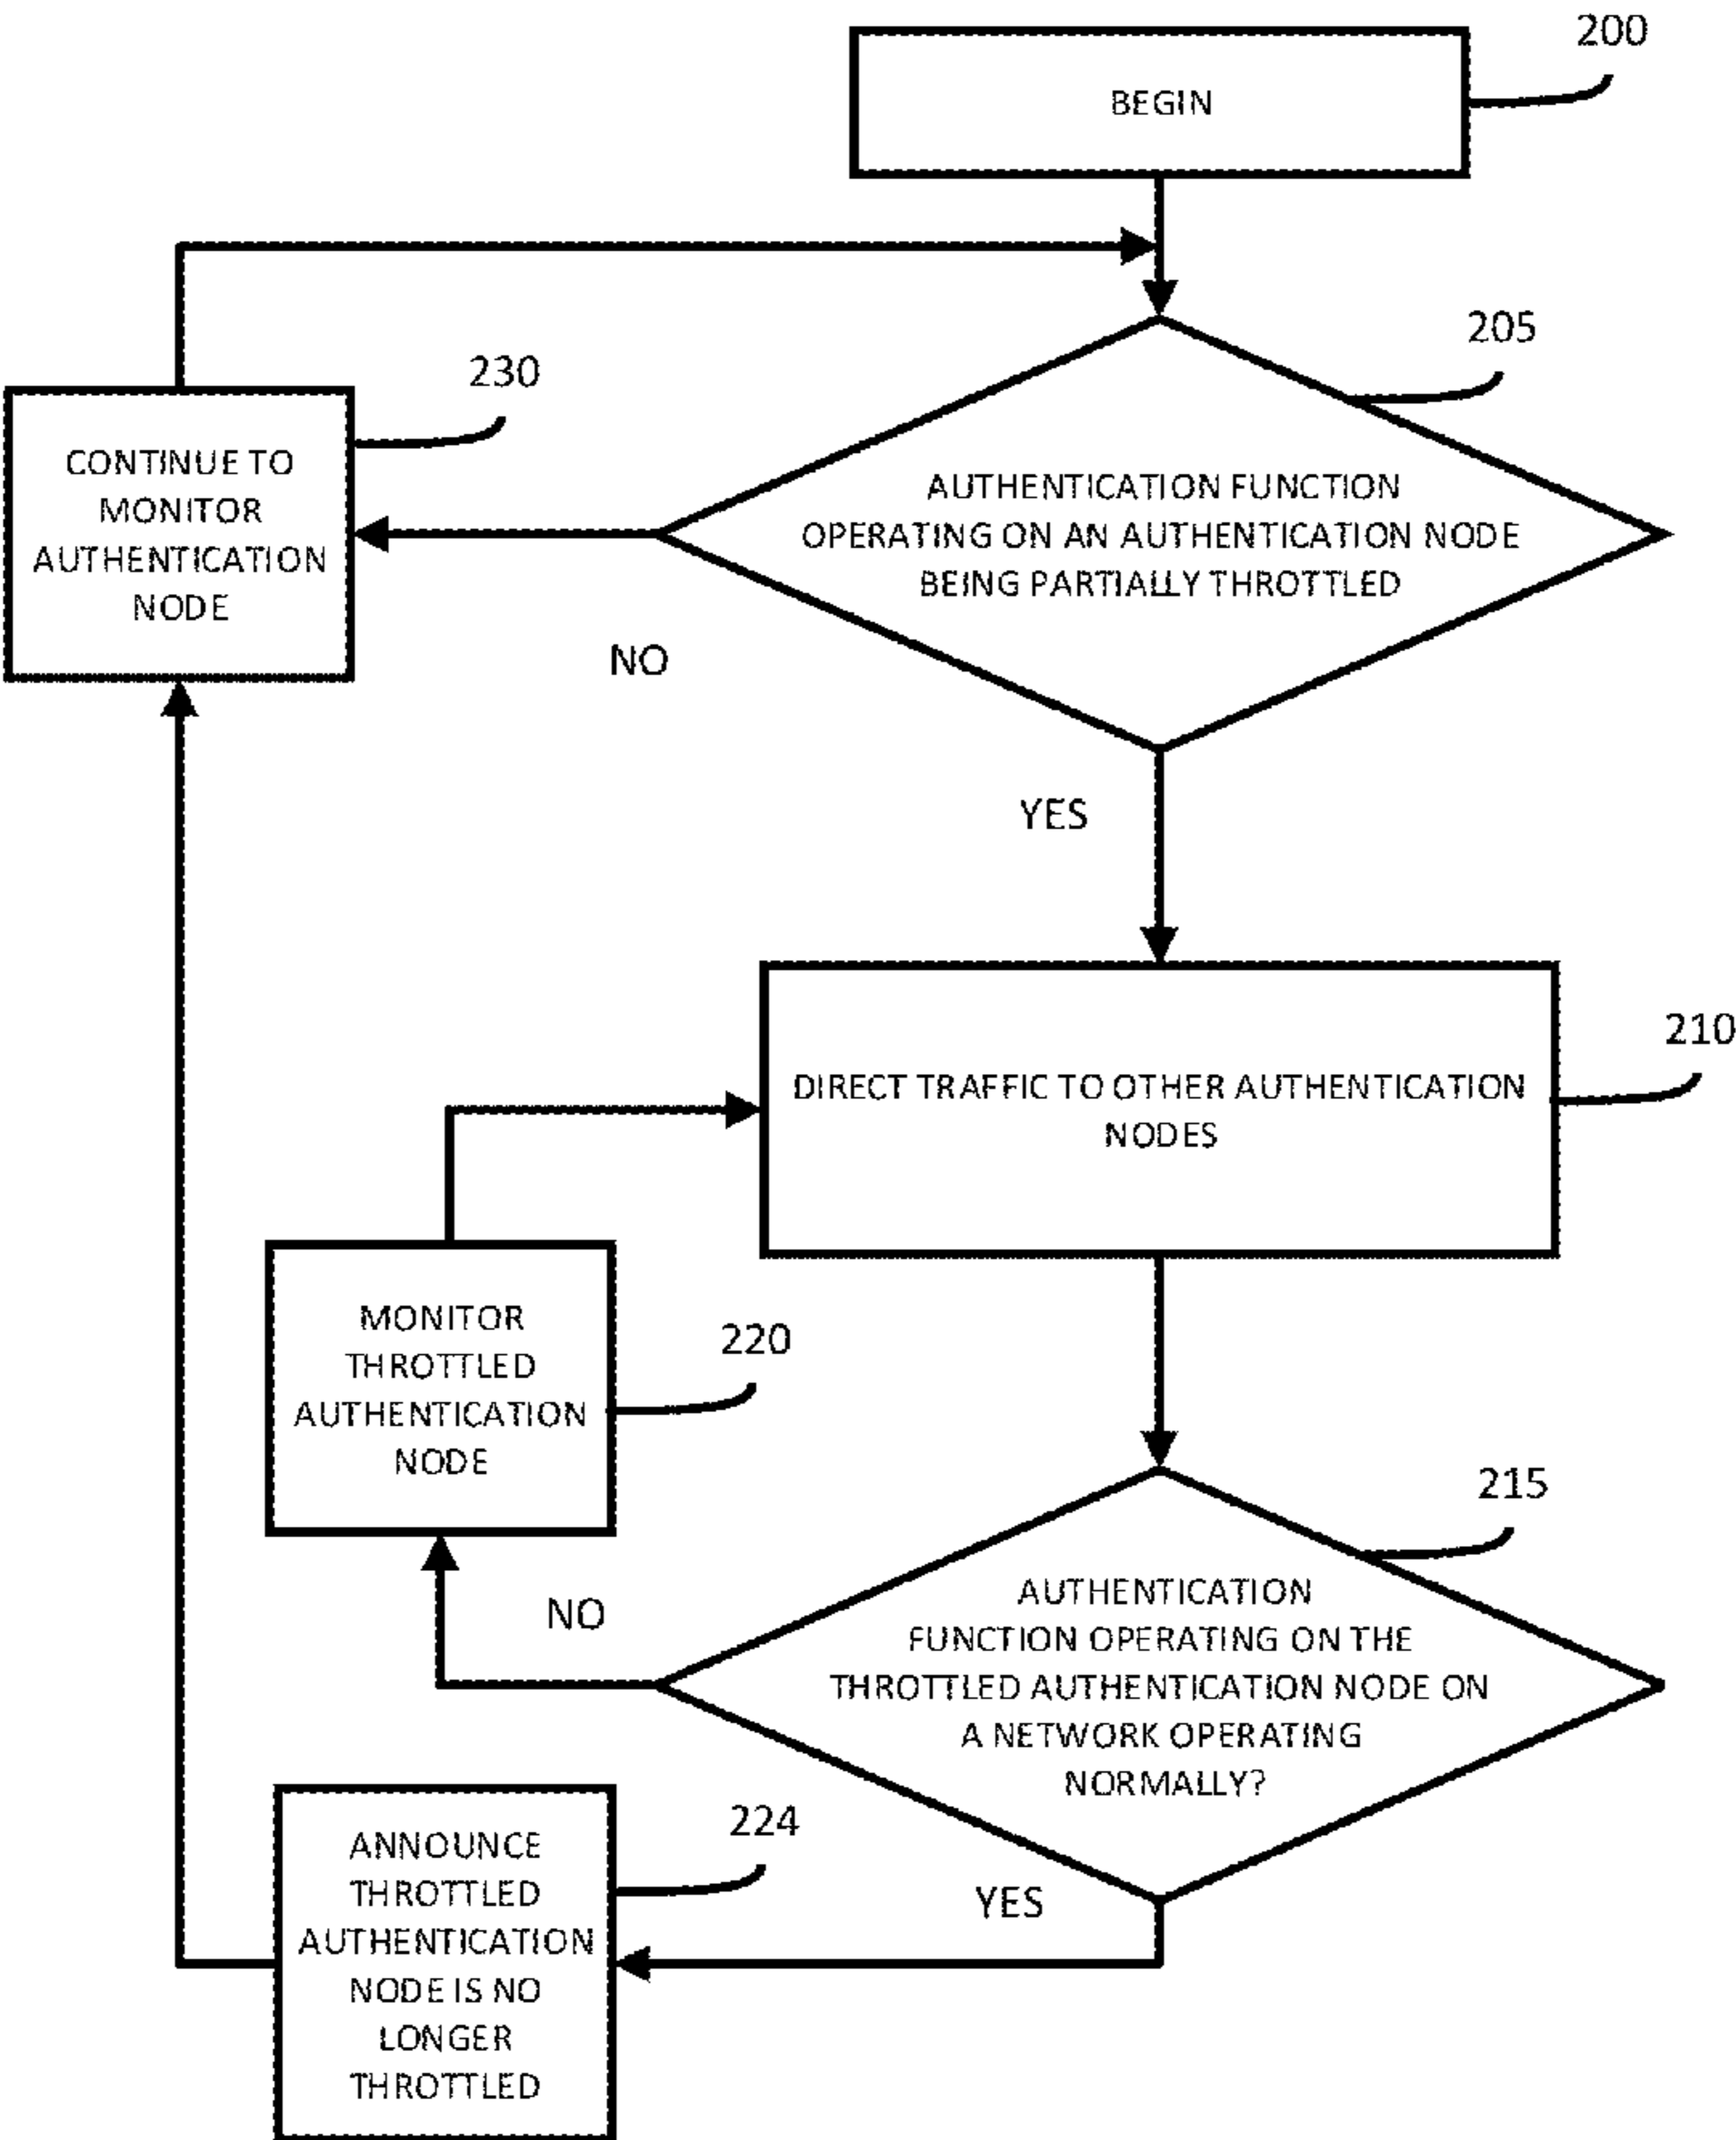 200
BEGIN
205
230
CONTINUE TO
MONITOR
AUTHENTICATION
NODE
AUTHENTICATION FUNCTION
OPERATING ON AN AUTHENTICATION NODE
BEING PARTIALLY THROTTLED
NO
YES
210
DIRECT TRAFFIC TO OTHER AUTHENTICATION
NODES
MONITOR
THROTTLED
AUTHENTICATION
NODE
220
215
AUTHENTICATION
FUNCTION OPERATING ON THE
THROTTLED AUTHENTICATION NODE ON
A NETWORK OPERATING
NORMALLY?
NO
YES
224
ANNOUNCE
THROTTLED
AUTHENTICATION
NODE IS NO
LONGER
THROTTLED